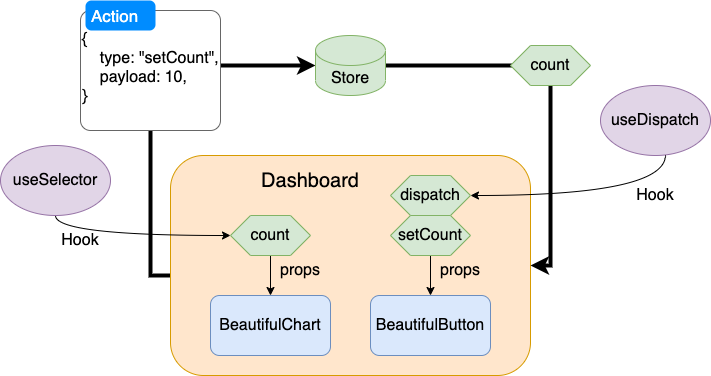 Action
{
type: "setCount",
payload: 10,
}
Store
count
useDispatch
useSelector
Hook
Dashboard
dispatch
Hook
count
setCount
props
props
BeautifulChart
BeautifulButton